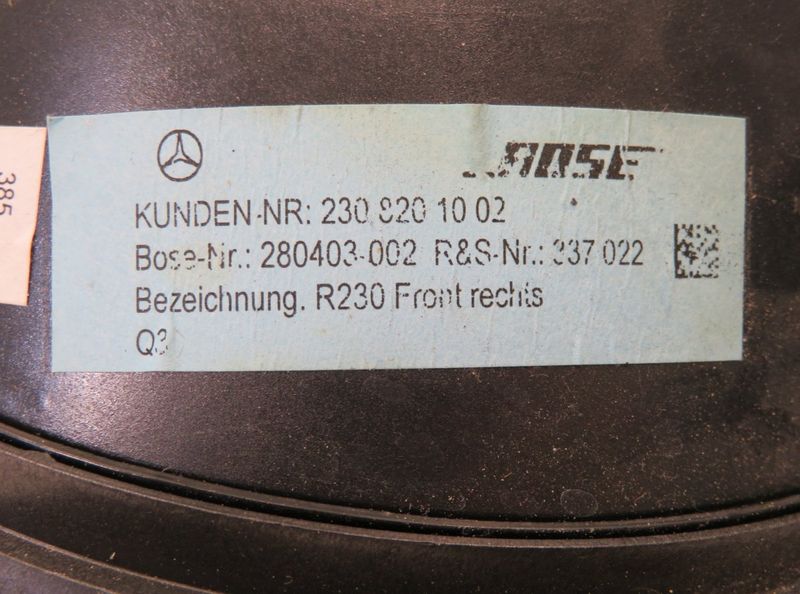 BOSE
KUNDEN-NR: 230 820 10 02
Bose-Nr.: 280403-002 R&S-Nr.: 337 022
Bezeichnung. R230 Front rechts
Q3
385